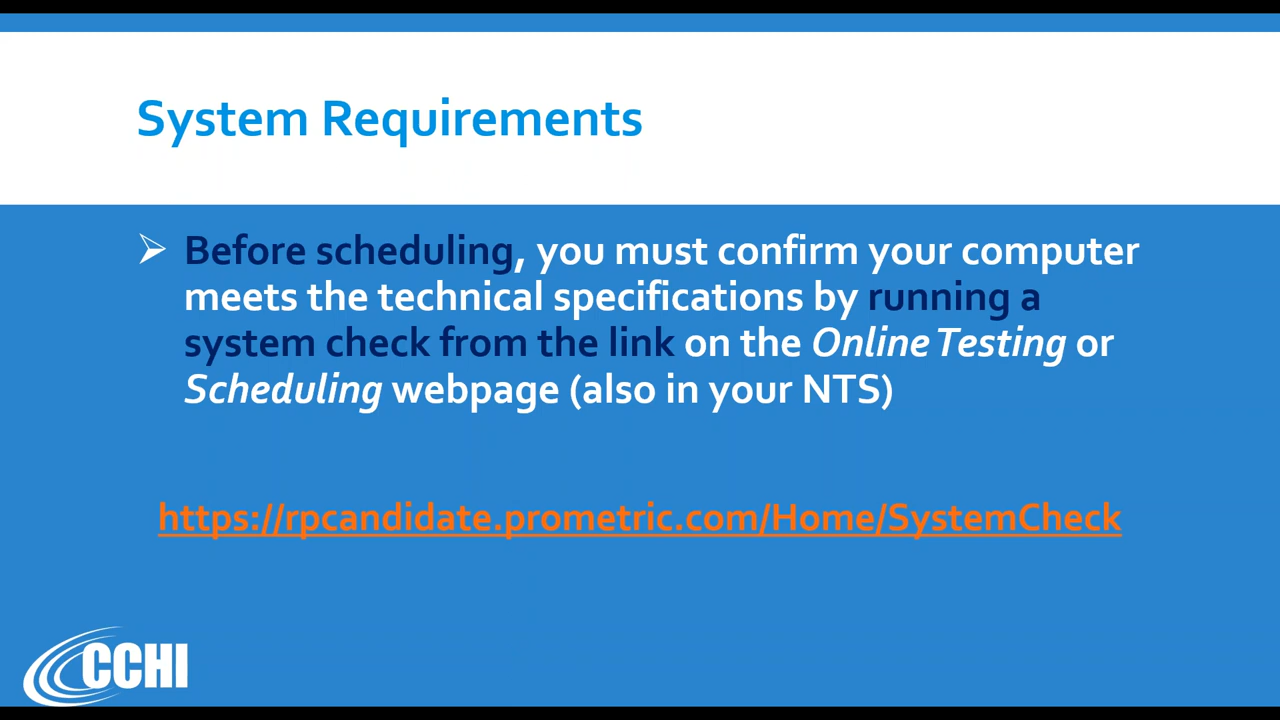 System Requirements
Before scheduling, you must confirm your computer
meets the technical specifications by running a
system check from the link on the Online Testing or
Scheduling webpage (also in your NTS)
https://rpcandidate.prometric.com/Home/SystemCheck
CCHI